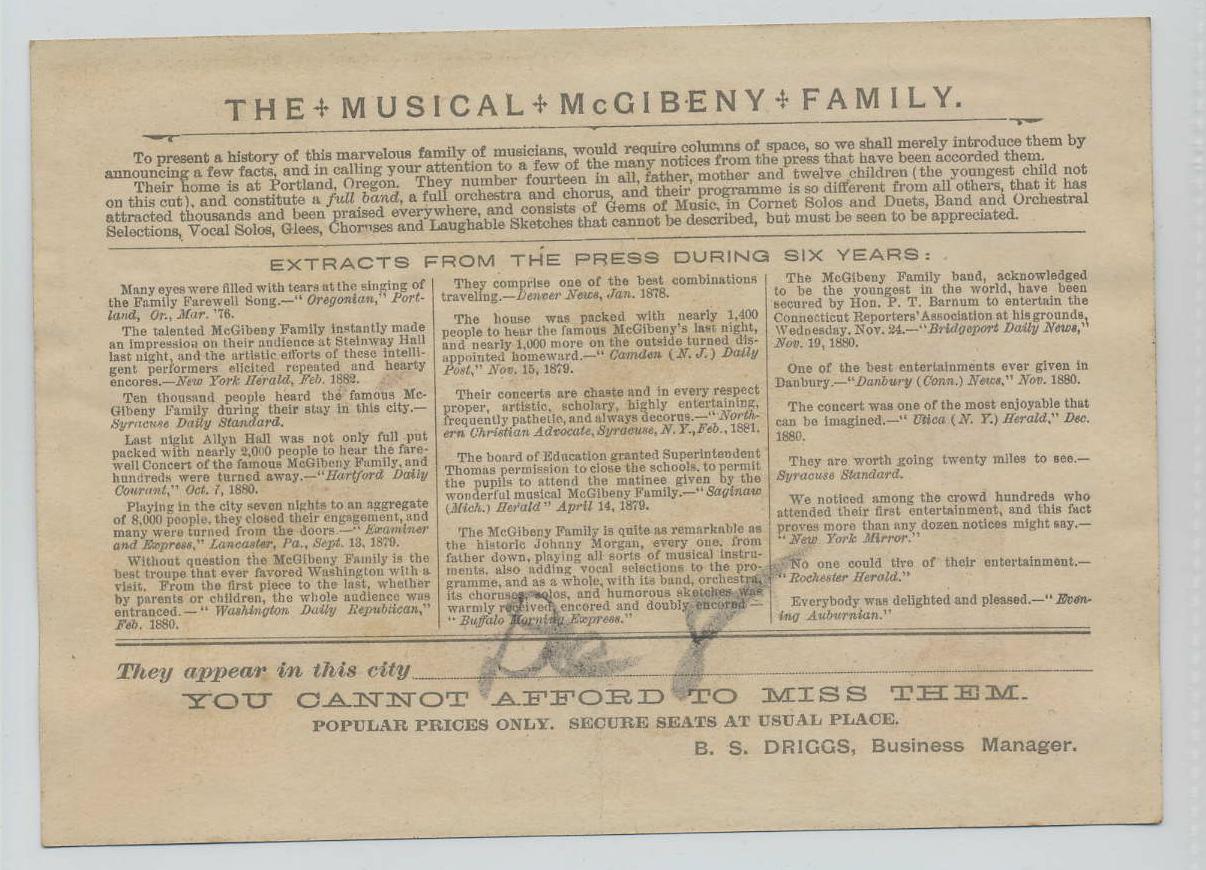 THE ✢ MUSICAL ✢ McGIBENY ✢ FAMILY.
To present a history of this marvelous family of musicians, would require columns of space, so we shall merely introduce them by
announcing a few facts, and in calling your attention to a few of the many notices from the press that have been accorded them.
Their home is at Portland, Oregon. They number fourteen in all, father, mother and twelve children (the youngest child not
on this cut), and constitute a full band, a full orchestra and chorus, and their programme is so different from all others, that it has
attracted thousands and been praised everywhere, and consists of Gems of Music, in Cornet Solos and Duets, Band and Orchestral
Selections, Vocal Solos, Glees, Choruses and Laughable Sketches that cannot be described, but must be seen to be appreciated.
EXTRACTS FROM THE PRESS DURING SIX YEARS:
Many eyes were filled with tears at the singing of
the Family Farewell Song.—"Oregonian," Port-
land, Or., Mar. '76.
The talented McGibeny Family instantly made
an impression on their audience at Steinway Hall
last night, and the artistic efforts of these intelli-
gent performers elicited repeated and hearty
encores.—New York Herald, Feb. 1882.
Ten thousand people heard the famous Mc-
Gibeny Family during their stay in this city.—
Syracuse Daily Standard.
Last night Allyn Hall was not only full but
packed with nearly 2,000 people to hear the fare-
well Concert of the famous McGibeny Family, and
hundreds were turned away.—"Hartford Daily
Courant," Oct. 7, 1880.
Playing in the city seven nights to an aggregate
of 8,000 people, they closed their engagement, and
many were turned from the doors.—"Examiner
and Express," Lancaster, Pa., Sept. 13, 1879.
Without question the McGibeny Family is the
best troupe that ever favored Washington with a
visit. From the first piece to the last, whether
by parents or children, the whole audience was
entranced.—"Washington Daily Republican,"
Feb. 1880.
They comprise one of the best combinations
traveling.—Denver News, Jan. 1878.
The house was packed with nearly 1,400
people to hear the famous McGibeny's last night,
and nearly 1,000 more on the outside turned dis-
appointed homeward.—"Camden (N. J.) Daily
Post," Nov. 15, 1879.
Their concerts are chaste and in every respect
proper, artistic, scholary, highly entertaining,
frequently pathetic, and always decorus.—"North-
ern Christian Advocate, Syracuse, N. Y., Feb., 1881.
The board of Education granted Superintendent
Thomas permission to close the schools, to permit
the pupils to attend the matinee given by the
wonderful musical McGibeny Family.—"Saginaw
(Mich.) Herald" April 14, 1879.
The McGibeny Family is quite as remarkable as
the historic Johnny Morgan, every one, from
father down, playing all sorts of musical instru-
ments, also adding vocal selections to the pro-
gramme, and as a whole, with its band, orchestra,
its choruses, solos, and humorous sketches was
warmly received, encored and doubly encored—
"Buffalo Morning Express."
The McGibeny Family band, acknowledged
to be the youngest in the world, have been
secured by Hon. P. T. Barnum to entertain the
Connecticut Reporters' Association at his grounds,
Wednesday, Nov. 24.—"Bridgeport Daily News,"
Nov. 19, 1880.
One of the best entertainments ever given in
Danbury.—"Danbury (Conn.) News," Nov. 1880.
The concert was one of the most enjoyable that
can be imagined.—"Utica (N. Y.) Herald," Dec.
1880.
They are worth going twenty miles to see.—
Syracuse Standard.
We noticed among the crowd hundreds who
attended their first entertainment, and this fact
proves more than any dozen notices might say.—
"New York Mirror."
No one could tire of their entertainment.—
"Rochester Herald."
Everybody was delighted and pleased.—"Even-
ing Auburnian."
They appear in this city
YOU CANNOT AFFORD TO MISS THEM.
POPULAR PRICES ONLY. SECURE SEATS AT USUAL PLACE.
B. S. DRIGGS, Business Manager.